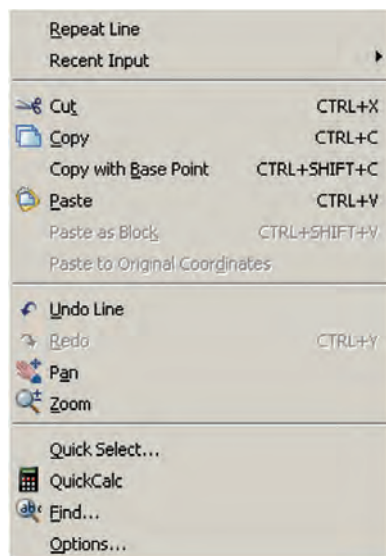 Repeat Line
Recent Input
Cut CTRL+X
Copy CTRL+C
Copy with Base Point CTRL+SHIFT+C
Paste CTRL+V
Paste as Block CTRL+SHIFT+V
Paste to Original Coordinates
Undo Line
Redo CTRL+Y
Pan
Zoom
Quick Select...
QuickCalc
abc Find...
Options...